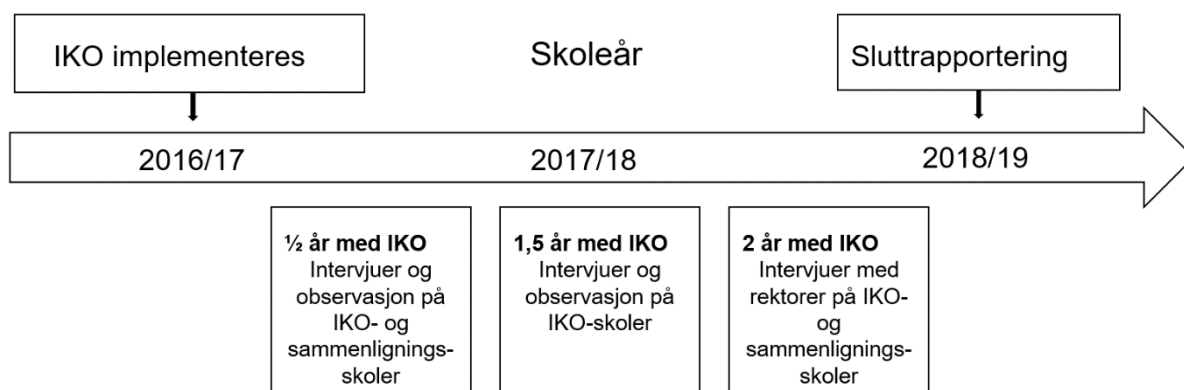 IKO implementeres
Skoleår
Sluttrapportering
2016/17
2017/18
2018/19
½ år med IKO
Intervjuer og
observasjon på
IKO- og
sammenlignings-
skoler
1,5 år med IKO
Intervjuer og
observasjon på
IKO-skoler
2 år med IKO
Intervjuer med
rektorer på IKO-
og
sammenlignings-
skoler